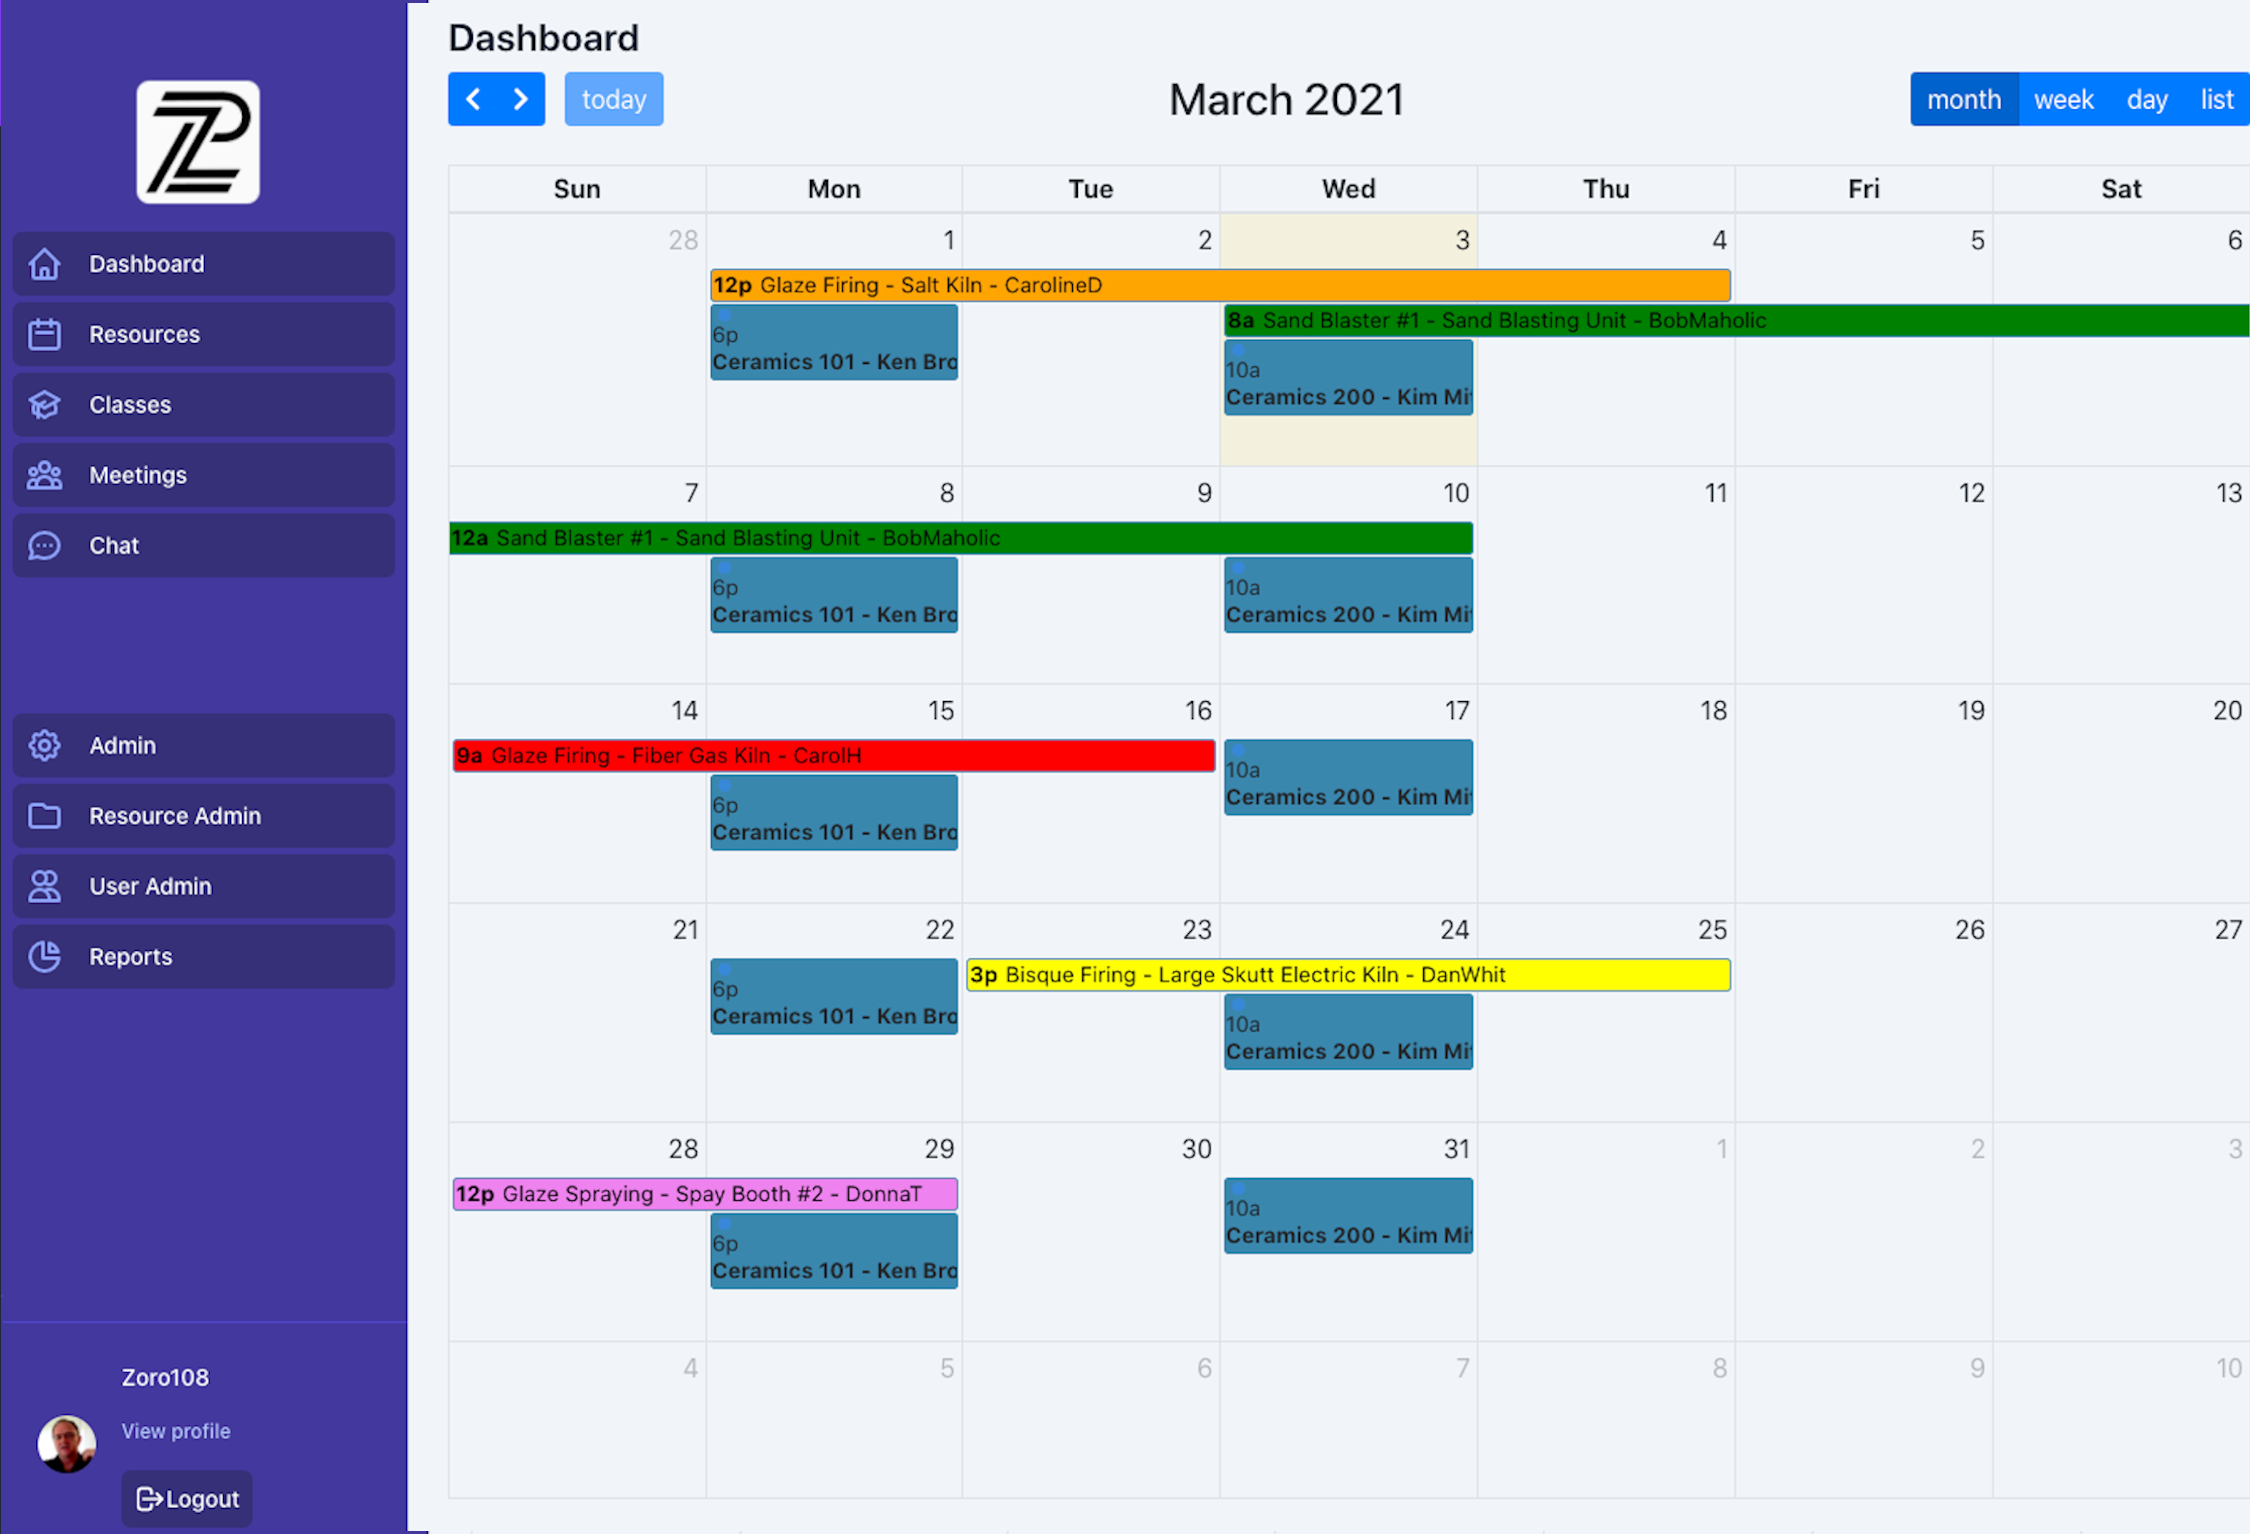 Dashboard
Resources
Classes
Meetings
Chat
Admin
Resource Admin
User Admin
Reports
Zoro108
View profile
Logout
Dashboard
today
March 2021
month week day list
Sun Mon Tue Wed Thu Fri Sat
28 1 2 3 4 5 6
12p Glaze Firing - Salt Kiln - CarolineD
8a Sand Blaster #1 - Sand Blasting Unit - BobMaholic
6p
Ceramics 101 - Ken Bro
10a
Ceramics 200 - Kim Mi
7 8 9 10 11 12 13
12a Sand Blaster #1 - Sand Blasting Unit - BobMaholic
6p
Ceramics 101 - Ken Bro
10a
Ceramics 200 - Kim Mi
14 15 16 17 18 19 20
9a Glaze Firing - Fiber Gas Kiln - CarolH
6p
Ceramics 101 - Ken Bro
10a
Ceramics 200 - Kim Mi
21 22 23 24 25 26 27
6p
Ceramics 101 - Ken Bro
3p Bisque Firing - Large Skutt Electric Kiln - DanWhit
10a
Ceramics 200 - Kim Mi
28 29 30 31 1 2 3
12p Glaze Spraying - Spay Booth #2 - DonnaT
6p
Ceramics 101 - Ken Bro
10a
Ceramics 200 - Kim Mi
4 5 6 7 8 9 10